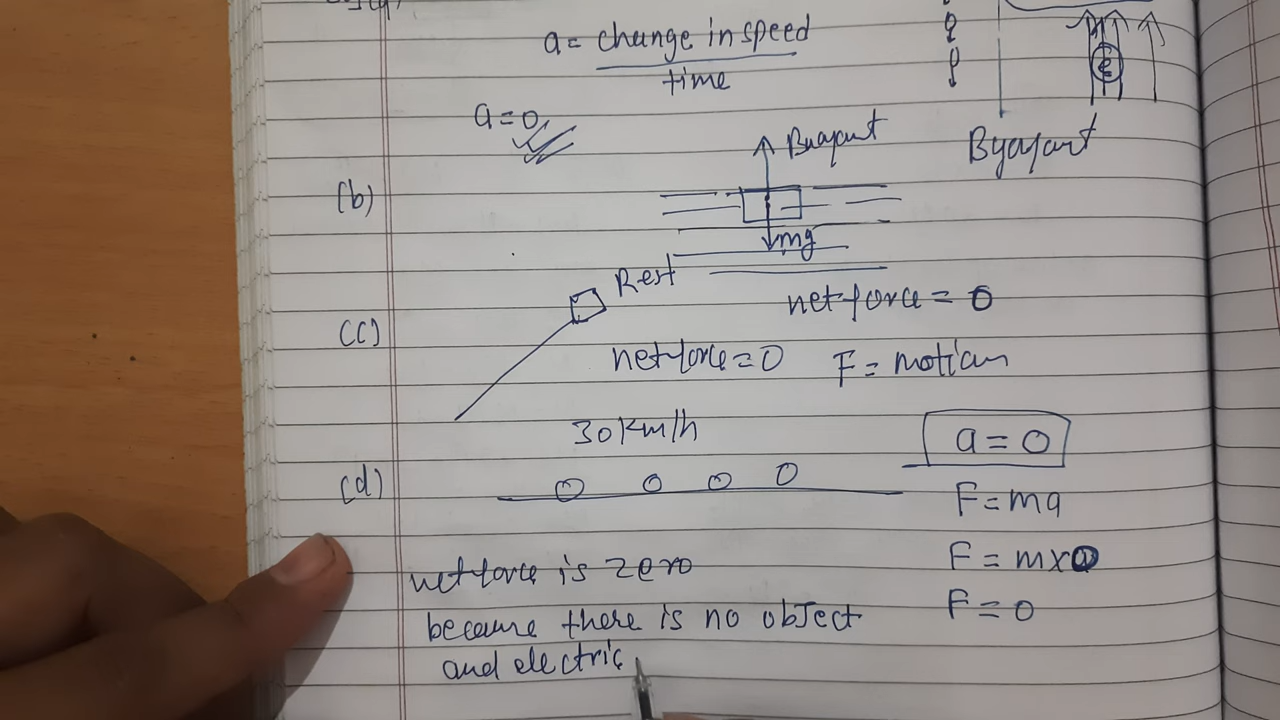 a = change in speed
time
a = 0
Buoyant
Byoyant
(b)
mg
Rest
net force = 0
(c)
net force = 0 F = motion
30 km/h
a = 0
(d)
F = ma
F = m x 0
F = 0
net force is zero
because there is no object
and electric